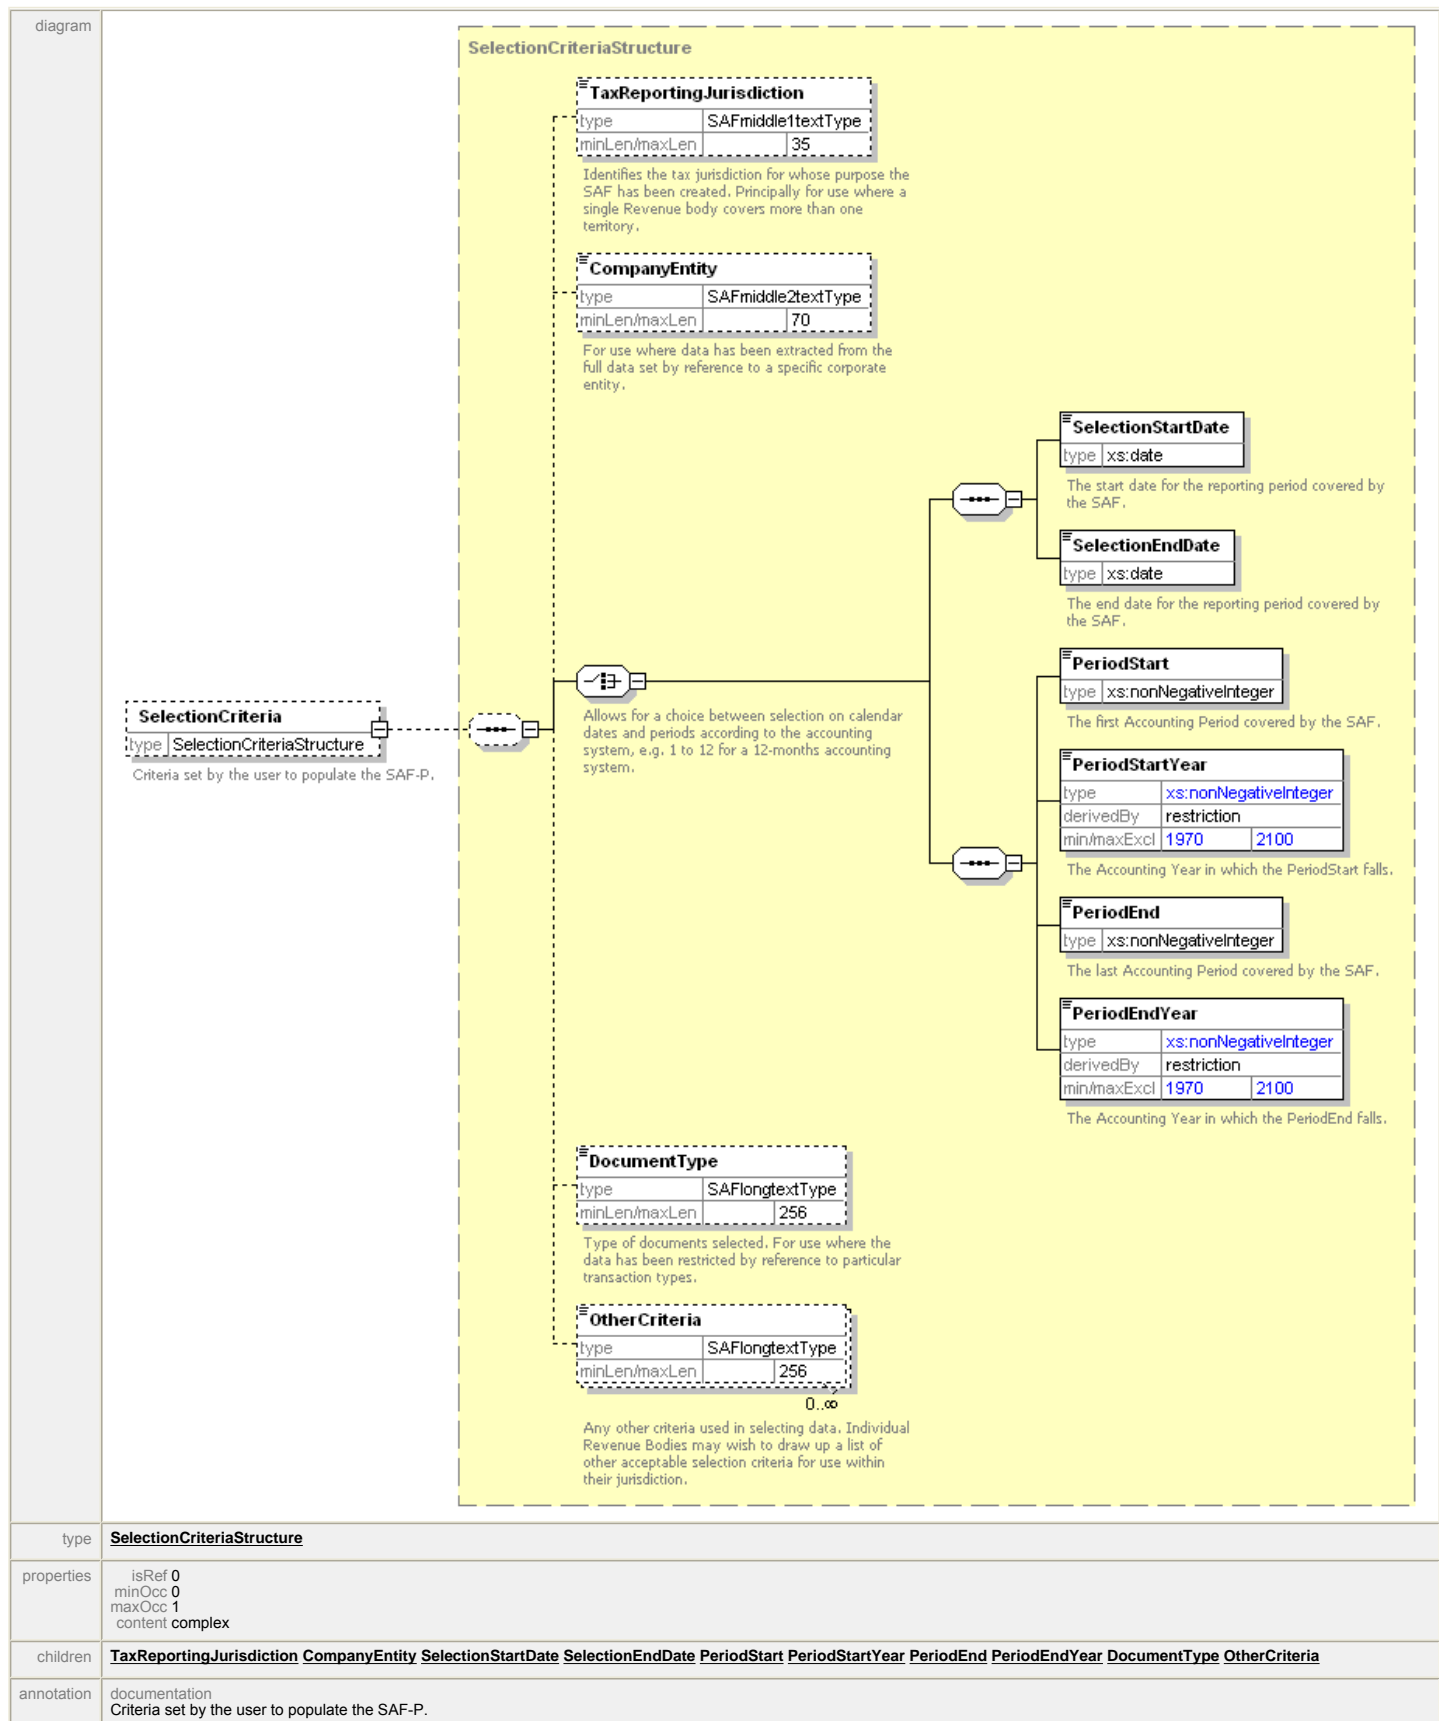 diagram
SelectionCriteriaStructure
TaxReportingJurisdiction
type SAFmiddle1textType
minLen/maxLen 35
Identifies the tax jurisdiction for whose purpose the
SAF has been created. Principally for use where a
single Revenue body covers more than one
territory.
CompanyEntity
type SAFmiddle2textType
minLen/maxLen 70
For use where data has been extracted from the
full data set by reference to a specific corporate
entity.
SelectionStartDate
type xs:date
The start date for the reporting period covered by
the SAF.
SelectionEndDate
type xs:date
The end date for the reporting period covered by
the SAF.
SelectionCriteria
type SelectionCriteriaStructure
Criteria set by the user to populate the SAF-P.
Allows for a choice between selection on calendar
dates and periods according to the accounting
system, e.g. 1 to 12 for a 12-months accounting
system.
PeriodStart
type xs:nonNegativeInteger
The first Accounting Period covered by the SAF.
PeriodStartYear
type xs:nonNegativeInteger
derivedBy restriction
min/maxExcl 1970 2100
The Accounting Year in which the PeriodStart falls.
PeriodEnd
type xs:nonNegativeInteger
The last Accounting Period covered by the SAF.
PeriodEndYear
type xs:nonNegativeInteger
derivedBy restriction
min/maxExcl 1970 2100
The Accounting Year in which the PeriodEnd falls.
DocumentType
type SAFlongtextType
minLen/maxLen 256
Type of documents selected. For use where the
data has been restricted by reference to particular
transaction types.
OtherCriteria
type SAFlongtextType
minLen/maxLen 256
0..∞
Any other criteria used in selecting data. Individual
Revenue Bodies may wish to draw up a list of
other acceptable selection criteria for use within
their jurisdiction.
type SelectionCriteriaStructure
properties isRef 0
minOcc 0
maxOcc 1
content complex
children TaxReportingJurisdiction CompanyEntity SelectionStartDate SelectionEndDate PeriodStart PeriodStartYear PeriodEnd PeriodEndYear DocumentType OtherCriteria
annotation documentation
Criteria set by the user to populate the SAF-P.